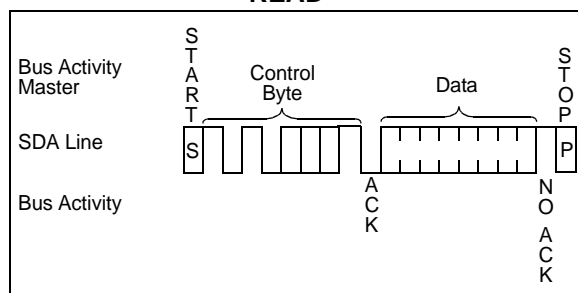 READ
START
STOP
Bus Activity
Master
Control
Byte
Data
SDA Line
S
P
Bus Activity
ACK
NO ACK